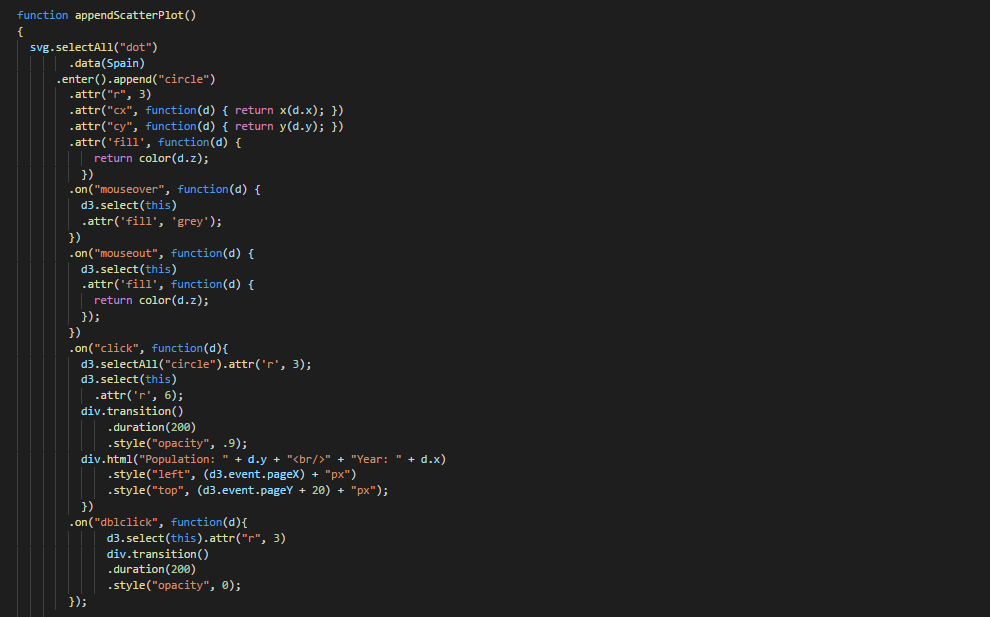 function appendScatterPlot()
{
  svg.selectAll("dot")
        .data(Spain)
      .enter().append("circle")
        .attr("r", 3)
        .attr("cx", function(d) { return x(d.x); })
        .attr("cy", function(d) { return y(d.y); })
        .attr('fill', function(d) {
            return color(d.z);
          })
        .on("mouseover", function(d) {
          d3.select(this)
          .attr('fill', 'grey');
        })
        .on("mouseout", function(d) {
          d3.select(this)
          .attr('fill', function(d) {
            return color(d.z);
          });
        })
        .on("click", function(d){
          d3.selectAll("circle").attr('r', 3);
          d3.select(this)
            .attr('r', 6);
          div.transition()
              .duration(200)
              .style("opacity", .9);
          div.html("Population: " + d.y + "<br/>" + "Year: " + d.x)
              .style("left", (d3.event.pageX) + "px")
              .style("top", (d3.event.pageY + 20) + "px");
          })
        .on("dblclick", function(d){
              d3.select(this).attr("r", 3)
              div.transition()
              .duration(200)
              .style("opacity", 0);
        });